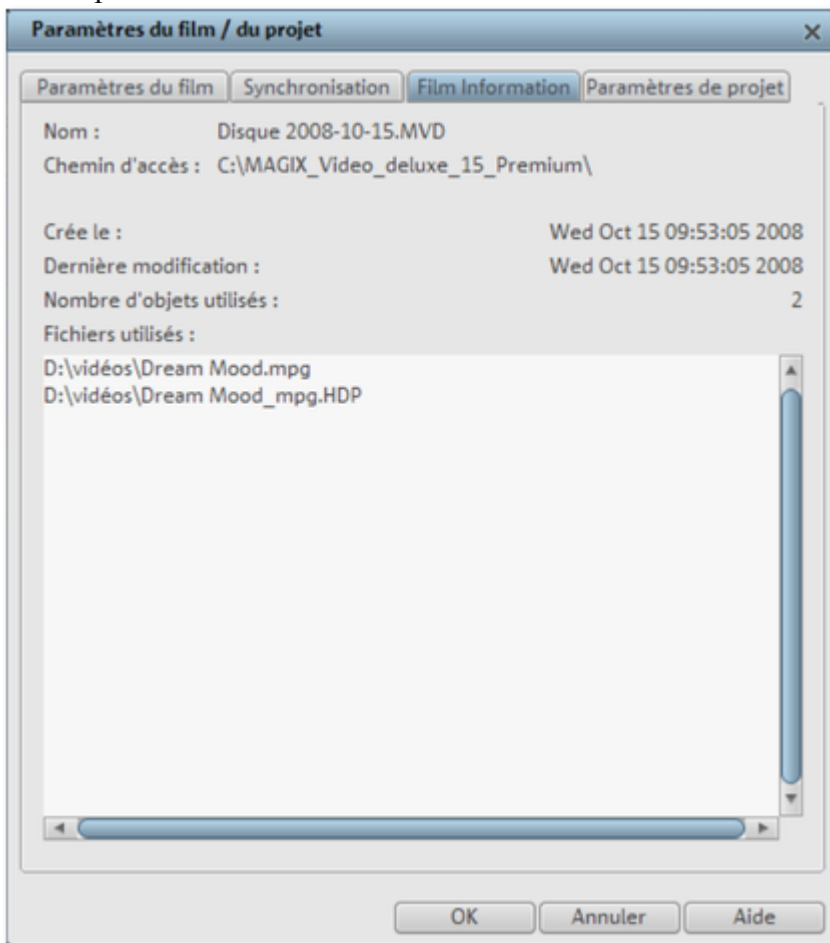 Paramètres du film / du projet
Paramètres du film Synchronisation Film Information Paramètres de projet
Nom : Disque 2008-10-15.MVD
Chemin d'accès : C:\MAGIX_Video_deluxe_15_Premium\
Crée le : Wed Oct 15 09:53:05 2008
Dernière modification : Wed Oct 15 09:53:05 2008
Nombre d'objets utilisés : 2
Fichiers utilisés :
D:\vidéos\Dream Mood.mpg
D:\vidéos\Dream Mood_mpg.HDP
OK Annuler Aide